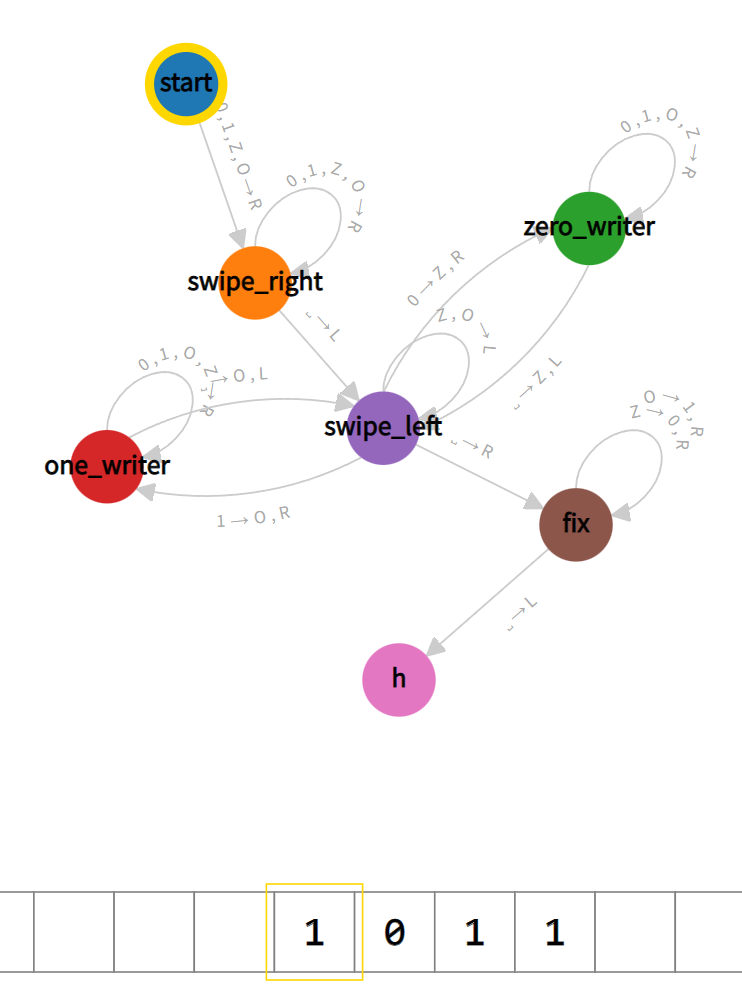 start
0,1,Z,O→R
0,1,Z,O→R
0,1,O,Z→R
zero_writer
swipe_right
0→Z,R
Z,O→L
␣→L
␣→Z,L
0,1,O,Z→R
␣→O,L
swipe_left
␣→R
O→1,R
Z→0,R
one_writer
1→O,R
fix
␣→L
h
1 0 1 1